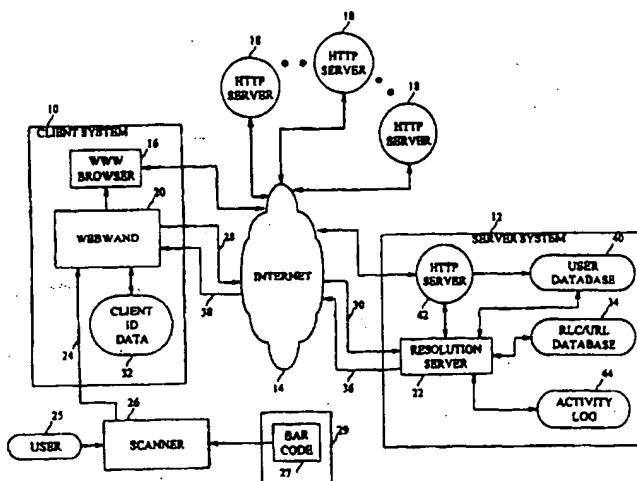 18
HTTP
SERVER
18
HTTP
SERVER
18
HTTP
SERVER
10
CLIENT SYSTEM
16
WWW
BROWSER
20
WEBWAND
28
38
CLIENT
ID
DATA
32
24
INTERNET
14
30
36
12
SERVER SYSTEM
HTTP
SERVER
42
40
USER
DATABASE
34
RLC/URL
DATABASE
RESOLUTION
SERVER
22
44
ACTIVITY
LOG
25
USER
26
SCANNER
BAR
CODE
27
29